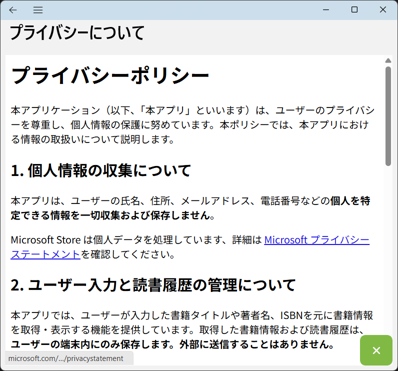 プライバシーについて
プライバシーポリシー
本アプリケーション（以下、「本アプリ」といいます）は、ユーザーのプライバシ
ーを尊重し、個人情報の保護に努めています。本ポリシーでは、本アプリにおけ
る情報の取扱いについて説明します。
1. 個人情報の収集について
本アプリは、ユーザーの氏名、住所、メールアドレス、電話番号などの個人を特
定できる情報を一切収集および保存しません。
Microsoft Store は個人データを処理しています、詳細は Microsoft プライバシー
ステートメントを確認してください。
2. ユーザー入力と読書履歴の管理について
本アプリでは、ユーザーが入力した書籍タイトルや著者名、ISBNを元に書籍情報
を取得・表示する機能を提供しています。取得した書籍情報および読書履歴は、
ユーザーの端末内にのみ保存します。外部に送信することはありません。
microsoft.com/.../privacystatement